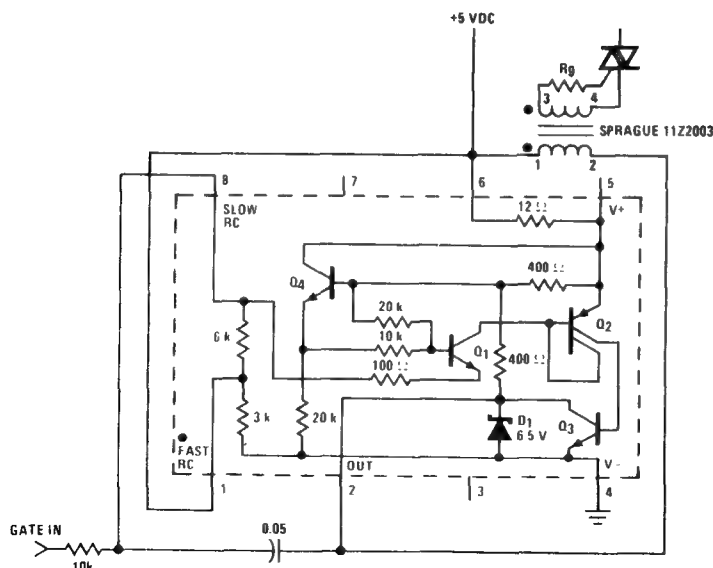 +5 VDC
Rg
3 4
SPRAGUE 11Z2003
1 2
8 7 6 5
SLOW
RC
12 Ω
V+
Q4
400 Ω
20 k
Q2
6 k
10 k
Q1
100 Ω
400 Ω
3 k
20 k
D1
6 5 V
Q3
FAST
RC
OUT
V-
1 2 3 4
GATE IN
10k
0.05